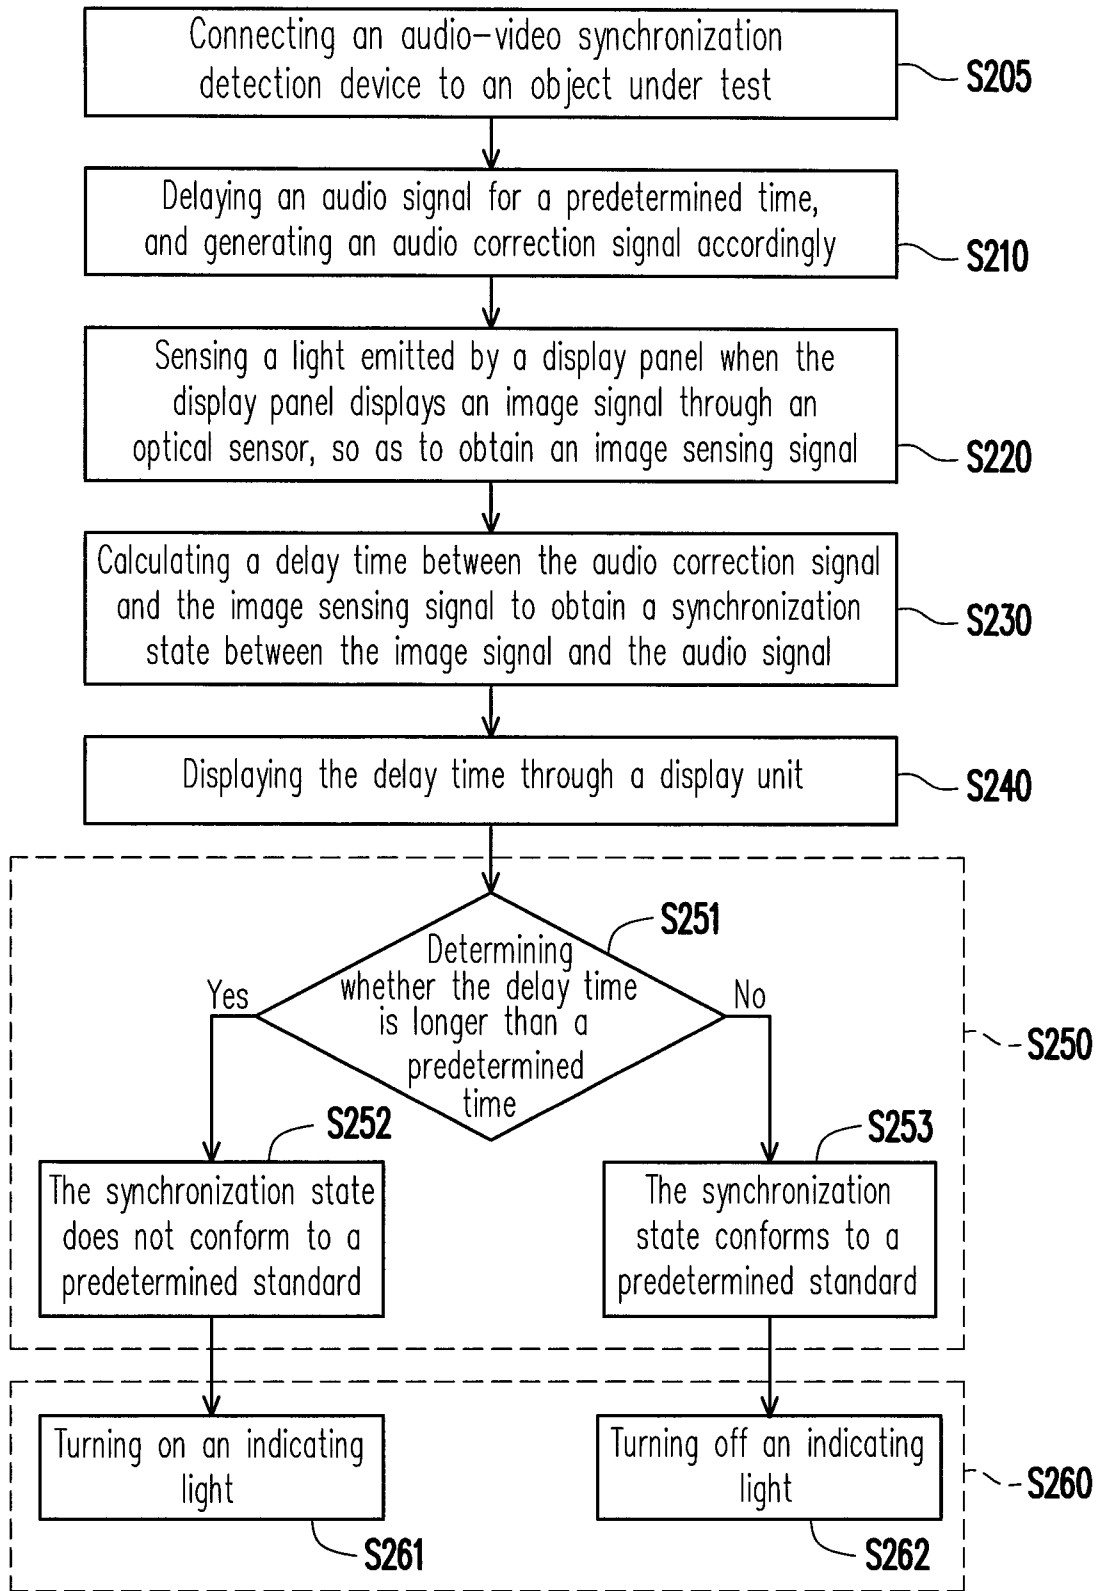 Connecting an audio-video synchronization
detection device to an object under test
S205
Delaying an audio signal for a predetermined time,
and generating an audio correction signal accordingly
S210
Sensing a light emitted by a display panel when the
display panel displays an image signal through an
optical sensor, so as to obtain an image sensing signal
S220
Calculating a delay time between the audio correction signal
and the image sensing signal to obtain a synchronization
state between the image signal and the audio signal
S230
Displaying the delay time through a display unit
S240
S251
Determining
whether the delay time
is longer than a
predetermined
time
Yes
No
S250
S252
The synchronization state
does not conform to a
predetermined standard
S253
The synchronization
state conforms to a
predetermined standard
Turning on an indicating
light
S261
Turning off an indicating
light
S262
S260